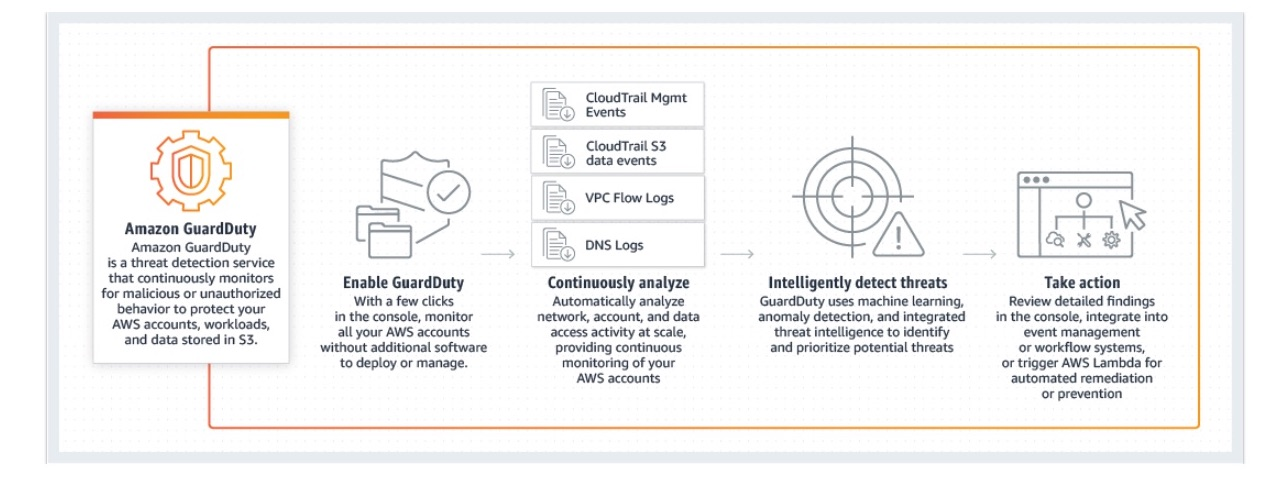 Amazon GuardDuty
Amazon GuardDuty
is a threat detection service
that continuously monitors
for malicious or unauthorized
behavior to protect your
AWS accounts, workloads,
and data stored in S3.
Enable GuardDuty
With a few clicks
in the console, monitor
all your AWS accounts
without additional software
to deploy or manage.
CloudTrail Mgmt
Events
CloudTrail S3
data events
VPC Flow Logs
DNS Logs
Continuously analyze
Automatically analyze
network, account, and data
access activity at scale,
providing continuous
monitoring of your
AWS accounts
Intelligently detect threats
GuardDuty uses machine learning,
anomaly detection, and integrated
threat intelligence to identify
and prioritize potential threats
Take action
Review detailed findings
in the console, integrate into
event management
or workflow systems,
or trigger AWS Lambda for
automated remediation
or prevention